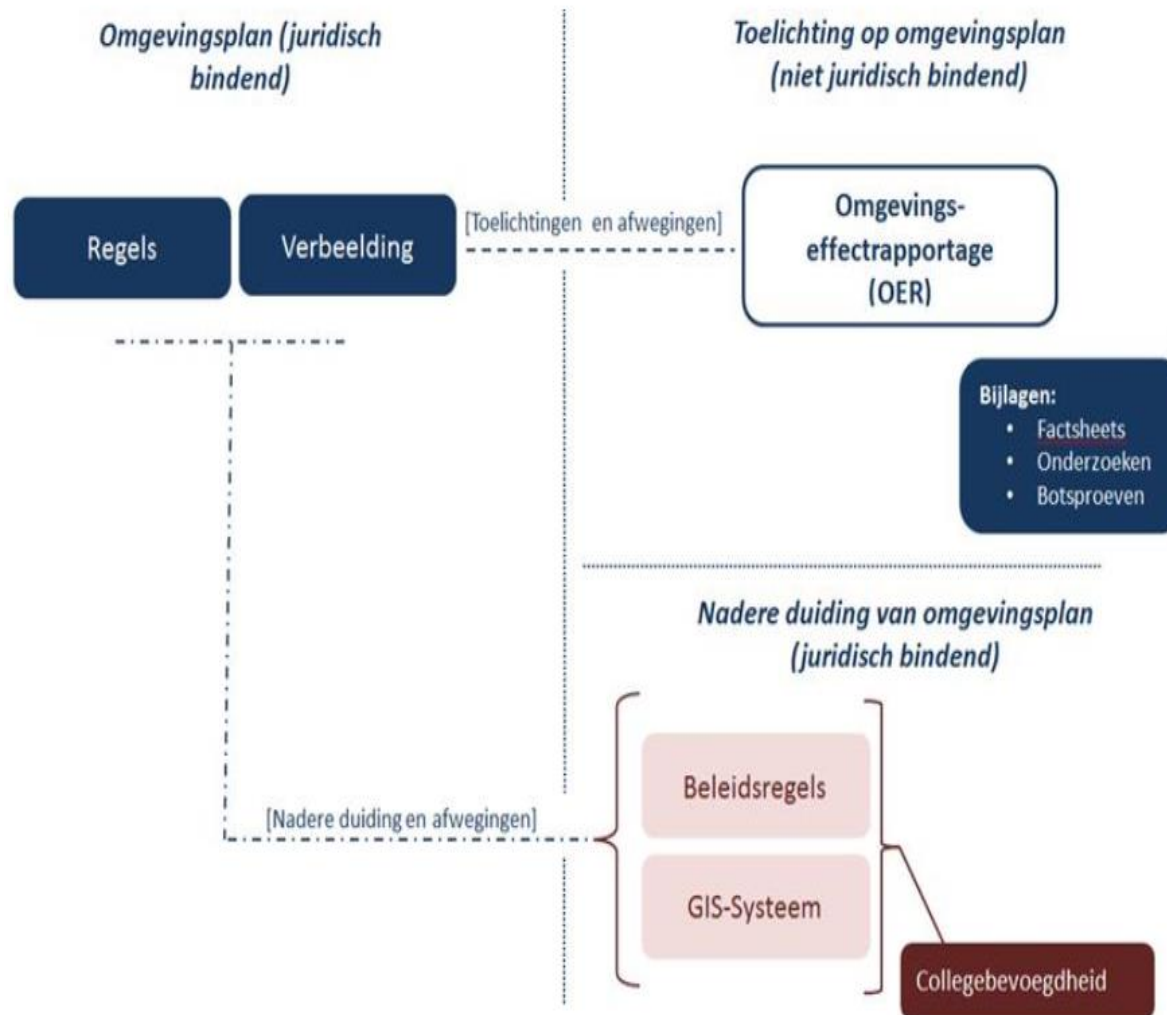 Omgevingsplan (juridisch
bindend)
Toelichting op omgevingsplan
(niet juridisch bindend)
Regels
Verbeelding
[Toelichtingen en afwegingen]
Omgevings-
effectrapportage
(OER)
Bijlagen:
• Factsheets
• Onderzoeken
• Botsproeven
Nadere duiding van omgevingsplan
(juridisch bindend)
[Nadere duiding en afwegingen]
Beleidsregels
GIS-Systeem
Collegebevoegdheid